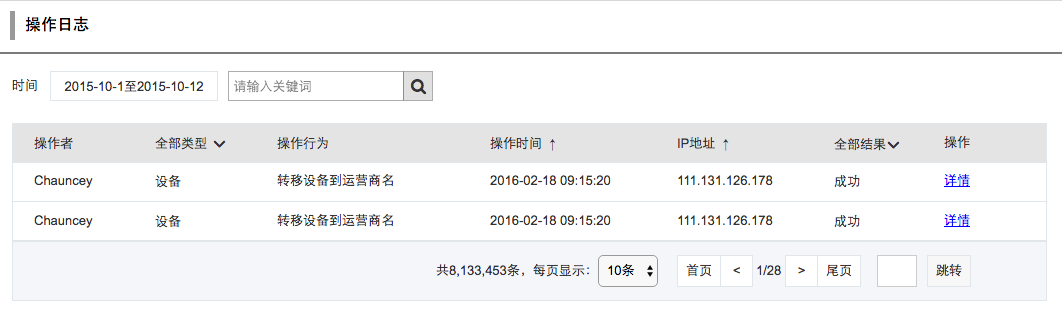 操作日志
时间 2015-10-1至2015-10-12 请输入关键词
操作者 全部类型 操作行为 操作时间 ↑ IP地址 ↑ 全部结果 操作
Chauncey 设备 转移设备到运营商名 2016-02-18 09:15:20 111.131.126.178 成功 详情
Chauncey 设备 转移设备到运营商名 2016-02-18 09:15:20 111.131.126.178 成功 详情
共8,133,453条，每页显示： 10条 首页 < 1/28 > 尾页 跳转